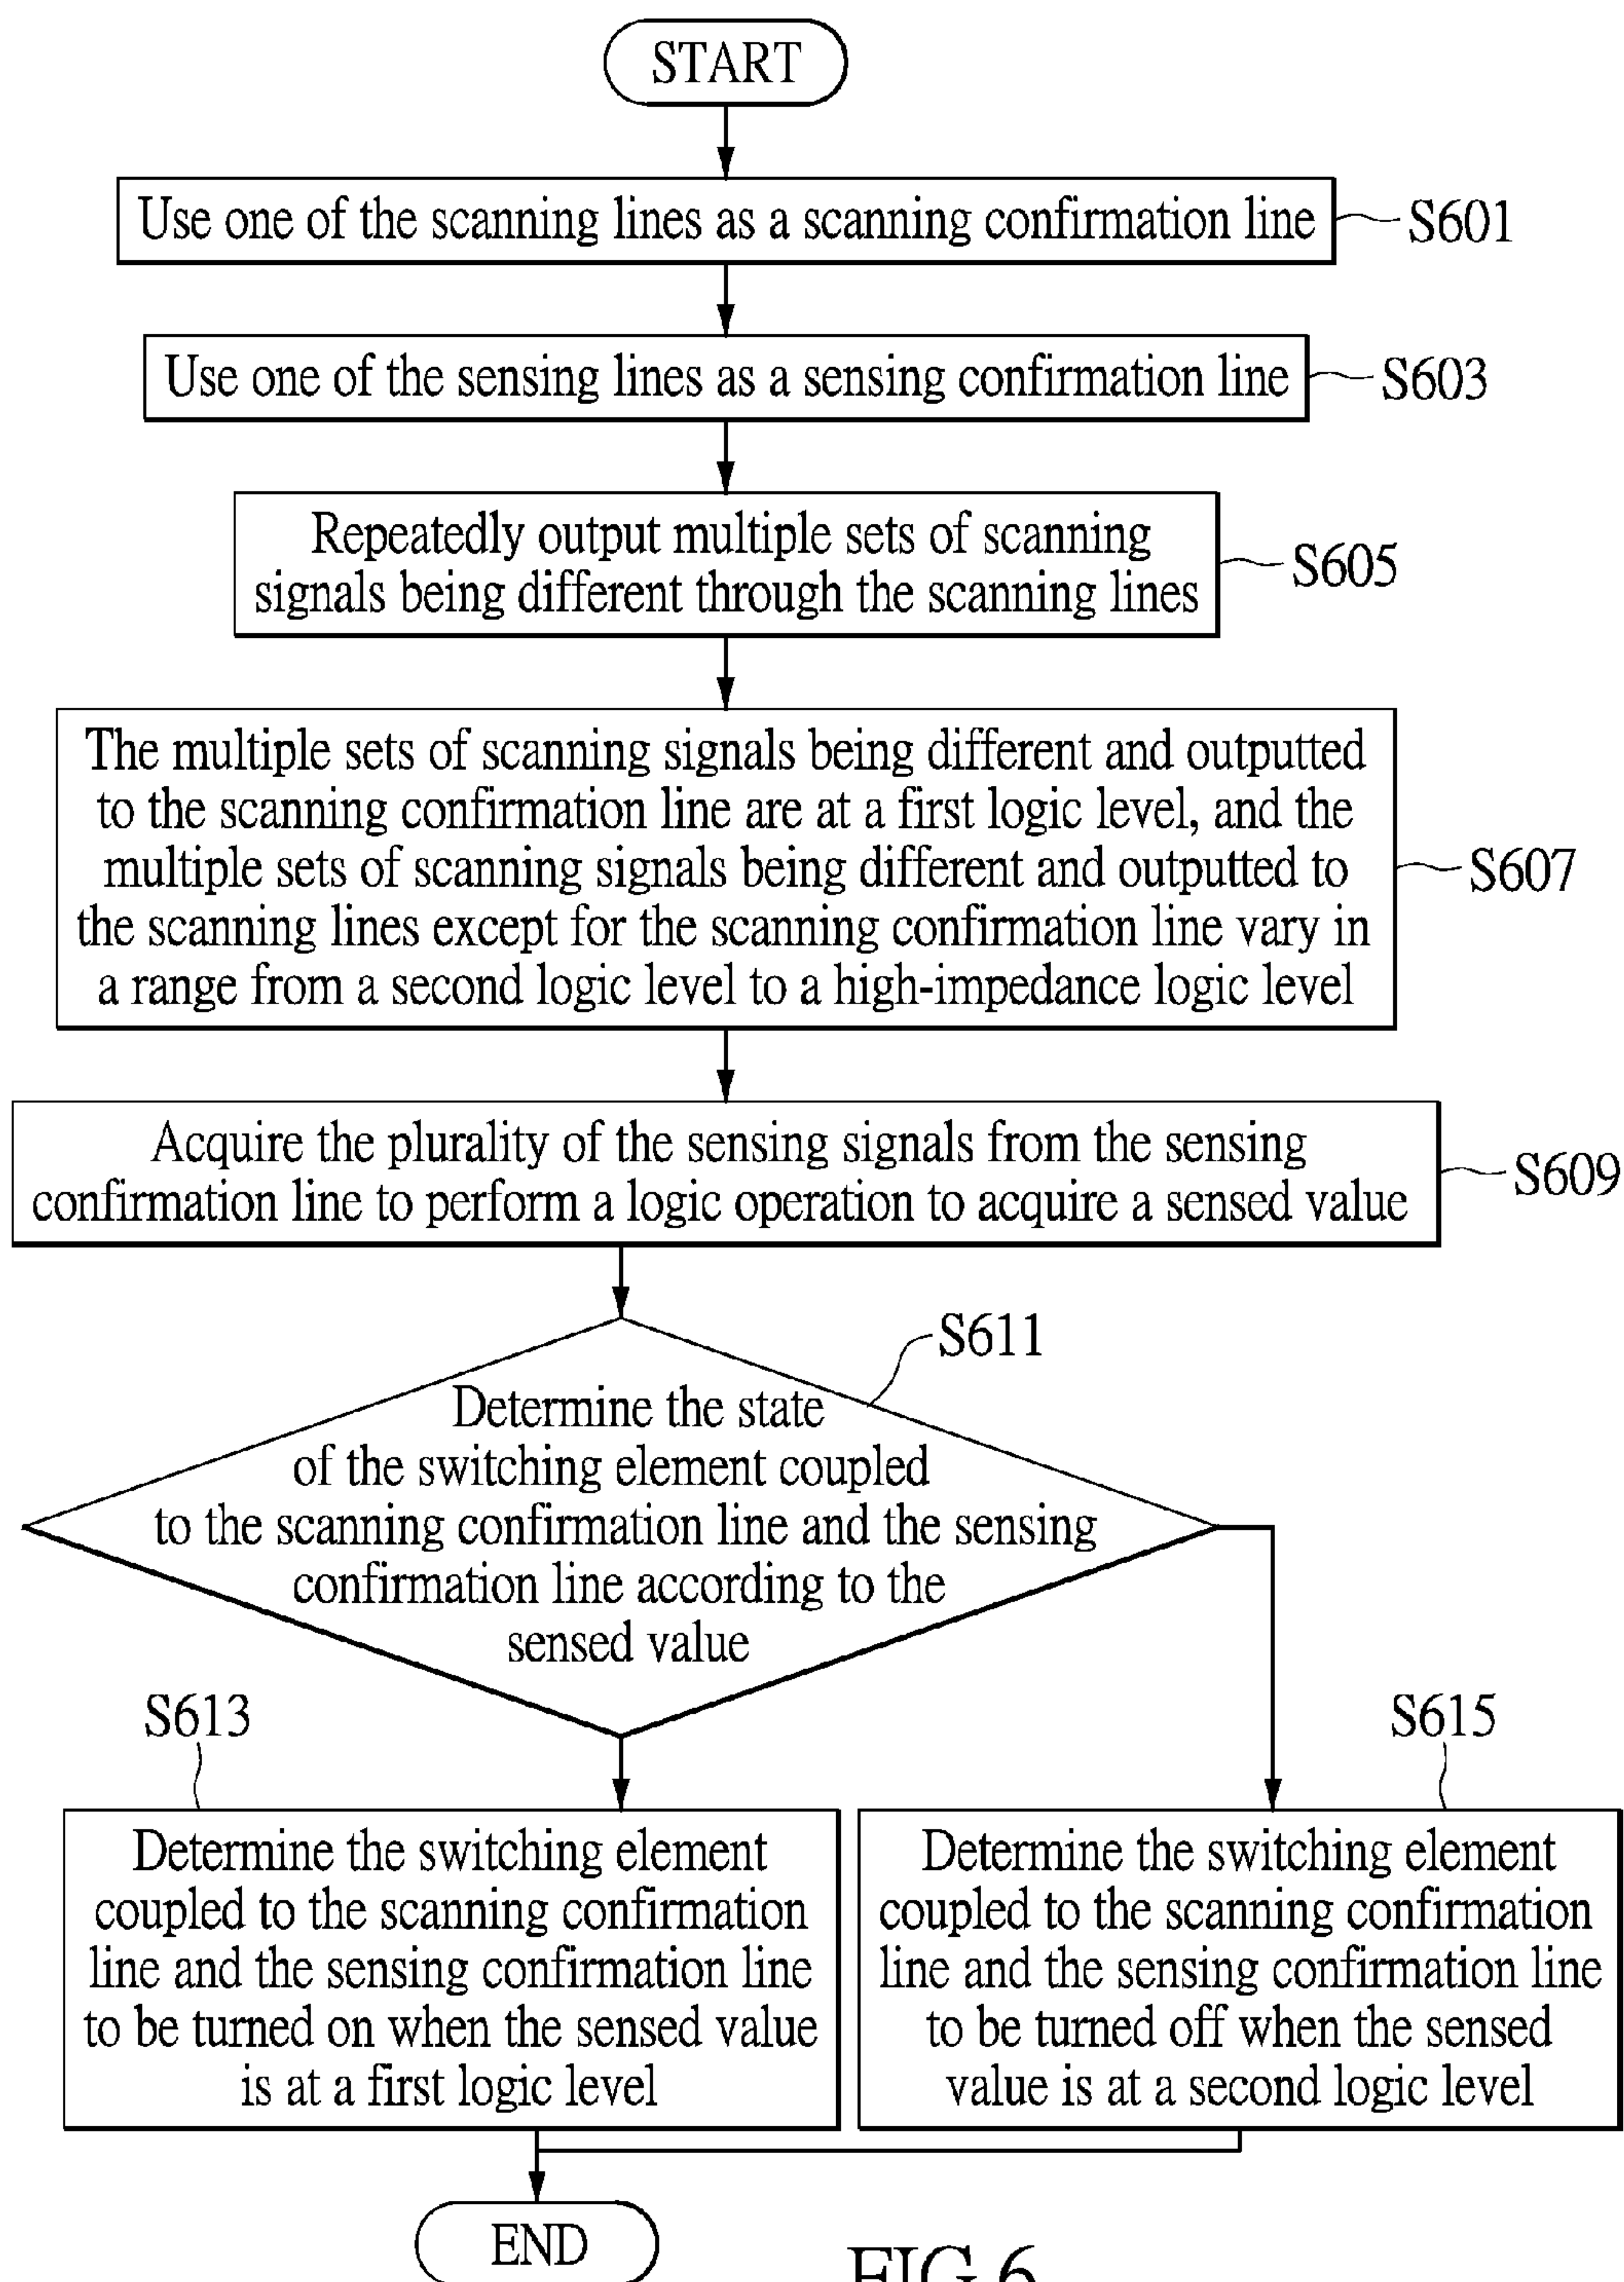 START
Use one of the scanning lines as a scanning confirmation line
S601
Use one of the sensing lines as a sensing confirmation line
S603
Repeatedly output multiple sets of scanning
signals being different through the scanning lines
S605
The multiple sets of scanning signals being different and outputted
to the scanning confirmation line are at a first logic level, and the
multiple sets of scanning signals being different and outputted to
the scanning lines except for the scanning confirmation line vary in
a range from a second logic level to a high-impedance logic level
S607
Acquire the plurality of the sensing signals from the sensing
confirmation line to perform a logic operation to acquire a sensed value
S609
S611
Determine the state
of the switching element coupled
to the scanning confirmation line and the sensing
confirmation line according to the
sensed value
S613
Determine the switching element
coupled to the scanning confirmation
line and the sensing confirmation line
to be turned on when the sensed value
is at a first logic level
S615
Determine the switching element
coupled to the scanning confirmation
line and the sensing confirmation line
to be turned off when the sensed
value is at a second logic level
END
FIG.6